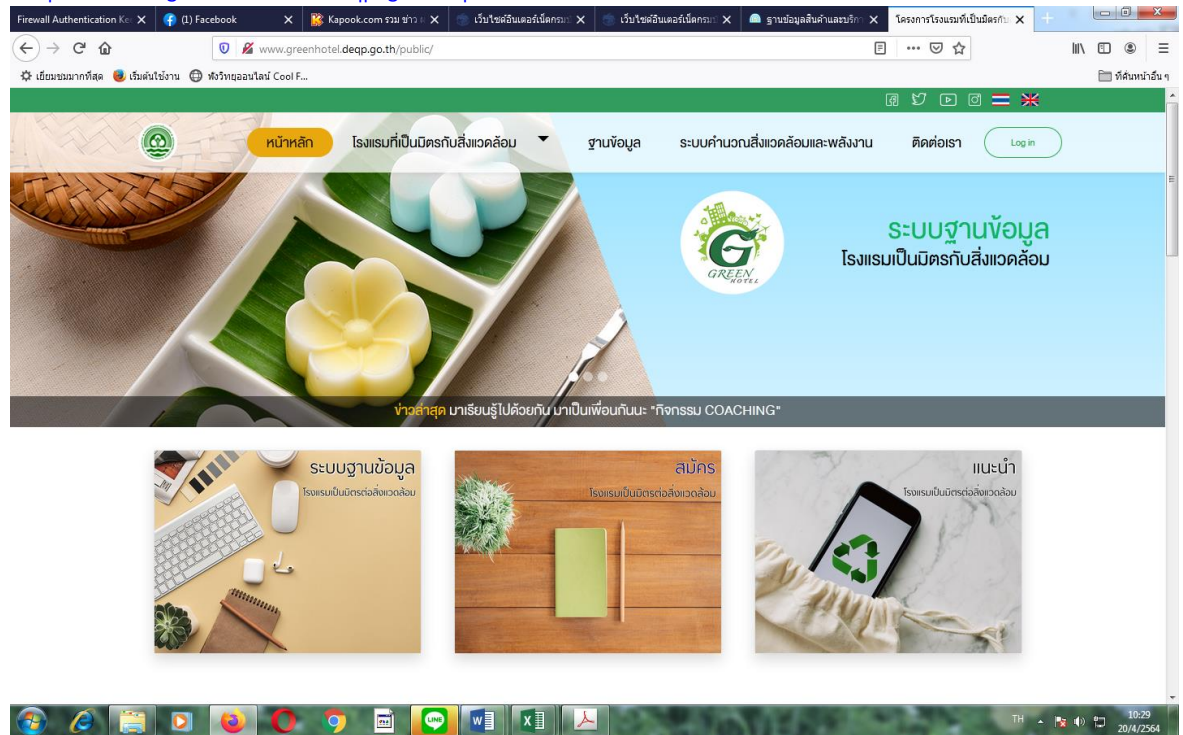 Firewall Authentication Ke
(1) Facebook
Kapook.com รวม ข่าว
เว็บไซต์อินเตอร์เน็ตกรม
เว็บไซต์อินเตอร์เน็ตกรม
ฐานข้อมูลสินค้าและบริกา
โครงการโรงแรมที่เป็นมิตรกับ
www.greenhotel.deqp.go.th/public/
เยี่ยมชมมากที่สุด เริ่มต้นใช้งาน ฟังวิทยุออนไลน์ Cool F... ที่คั่นหน้าอื่น ๆ
หน้าหลัก โรงแรมที่เป็นมิตรกับสิ่งแวดล้อม ฐานข้อมูล ระบบคำนวณสิ่งแวดล้อมและพลังงาน ติดต่อเรา Log in
G
GREEN
HOTEL
ระบบฐานข้อมูล
โรงแรมเป็นมิตรกับสิ่งแวดล้อม
ข่าวล่าสุด มาเรียนรู้ไปด้วยกัน มาเป็นเพื่อนกันนะ "กิจกรรม COACHING"
ระบบฐานข้อมูล
โรงแรมเป็นมิตรต่อสิ่งแวดล้อม
สมัคร
โรงแรมเป็นมิตรต่อสิ่งแวดล้อม
แนะนำ
โรงแรมเป็นมิตรต่อสิ่งแวดล้อม
LINE
TH
10:29
20/4/2564